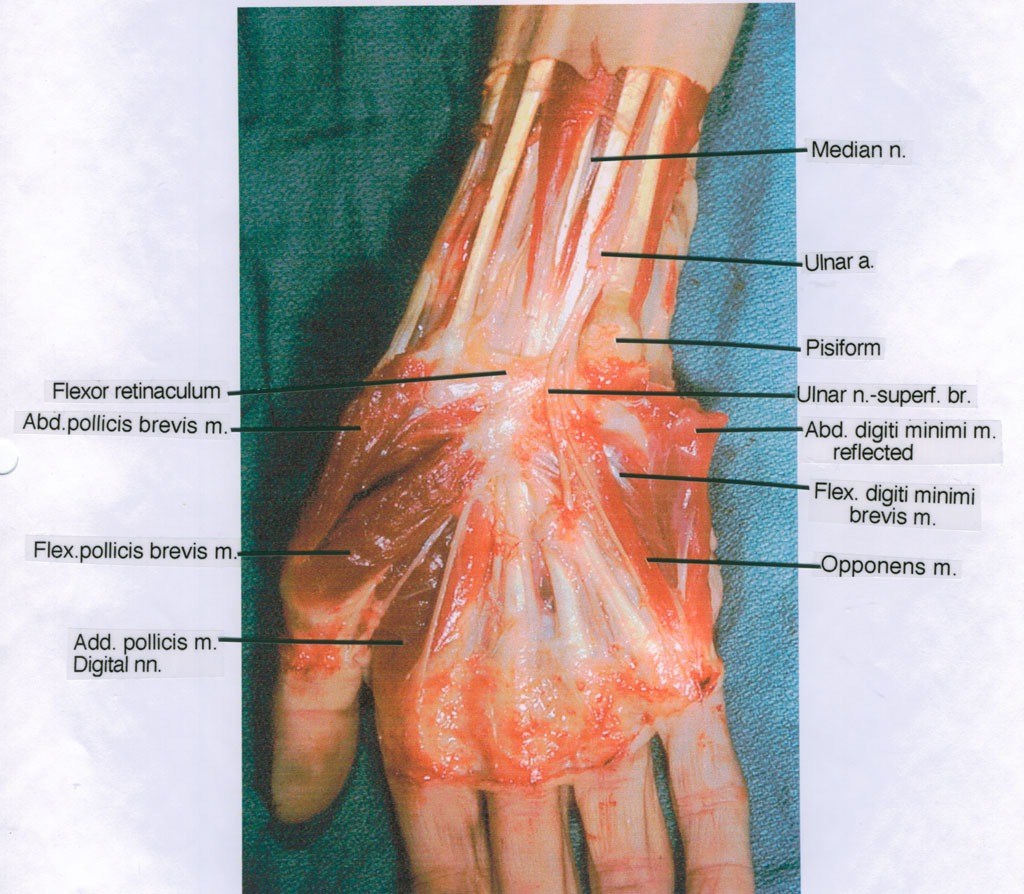 Median n.
Ulnar a.
Pisiform
Flexor retinaculum
Ulnar n.-superf. br.
Abd.pollicis brevis m.
Abd. digiti minimi m.
reflected
Flex. digiti minimi
brevis m.
Flex.pollicis brevis m.
Opponens m.
Add. pollicis m.
Digital nn.